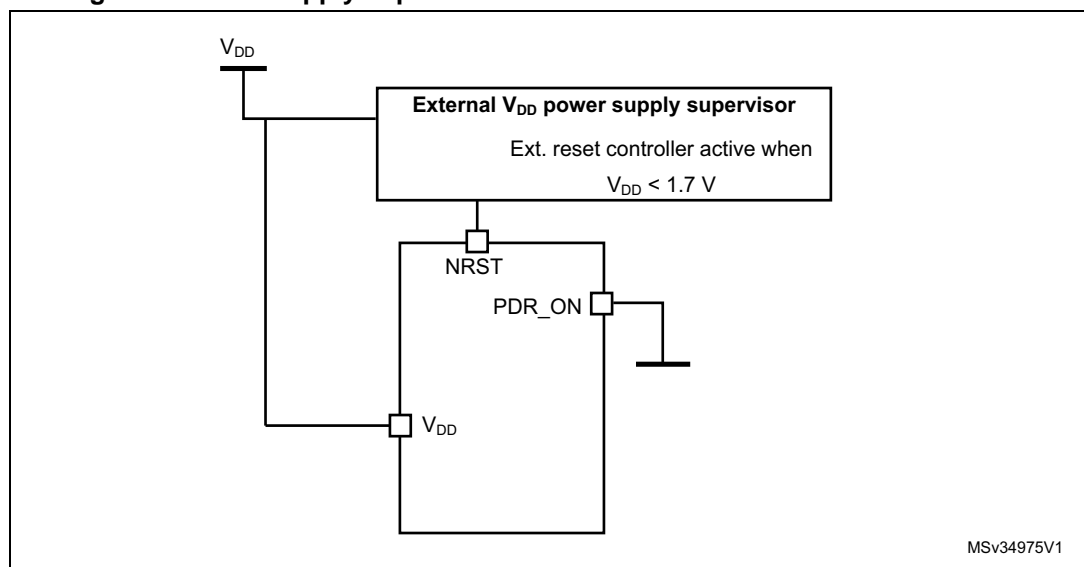 V_DD
External V_DD power supply supervisor
Ext. reset controller active when
V_DD < 1.7 V
NRST
PDR_ON
V_DD
MSv34975V1